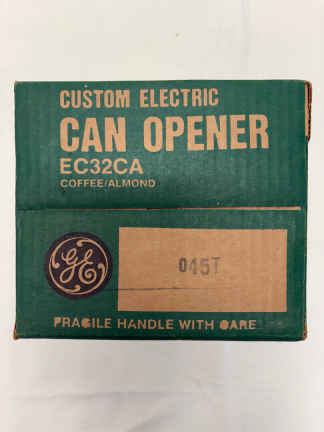 CUSTOM ELECTRIC
CAN OPENER
EC32CA
COFFEE/ALMOND
GE
045T
FRAGILE HANDLE WITH CARE